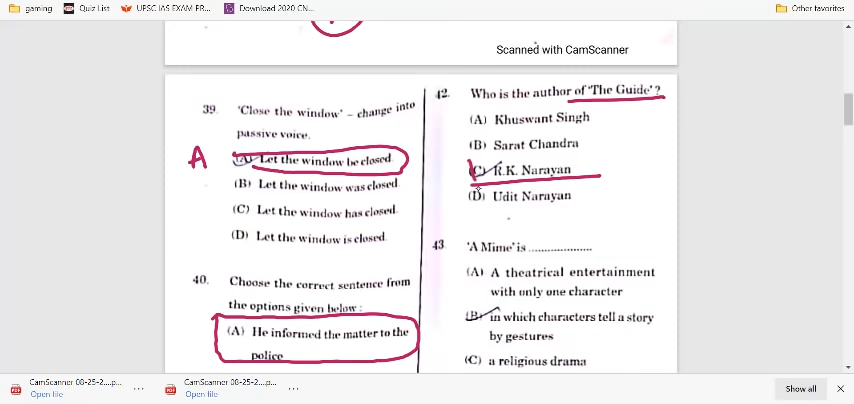 gaming
Quiz List
UPSC IAS EXAM PR...
Download 2020 CN...
Other favorites
Scanned with CamScanner
39. 'Close the window' – change into
passive voice.
A
(A) Let the window be closed.
(B) Let the window was closed.
(C) Let the window has closed.
(D) Let the window is closed.
40. Choose the correct sentence from
the options given below :
(A) He informed the matter to the
police
42. Who is the author of 'The Guide' ?
(A) Khuswant Singh
(B) Sarat Chandra
(C) R.K. Narayan
(D) Udit Narayan
43 'A Mime' is ...................
(A) A theatrical entertainment
with only one character
(B) in which characters tell a story
by gestures
(C) a religious drama
CamScanner 08-25-2....p...
Open file
CamScanner 08-25-2....p...
Open file
Show all